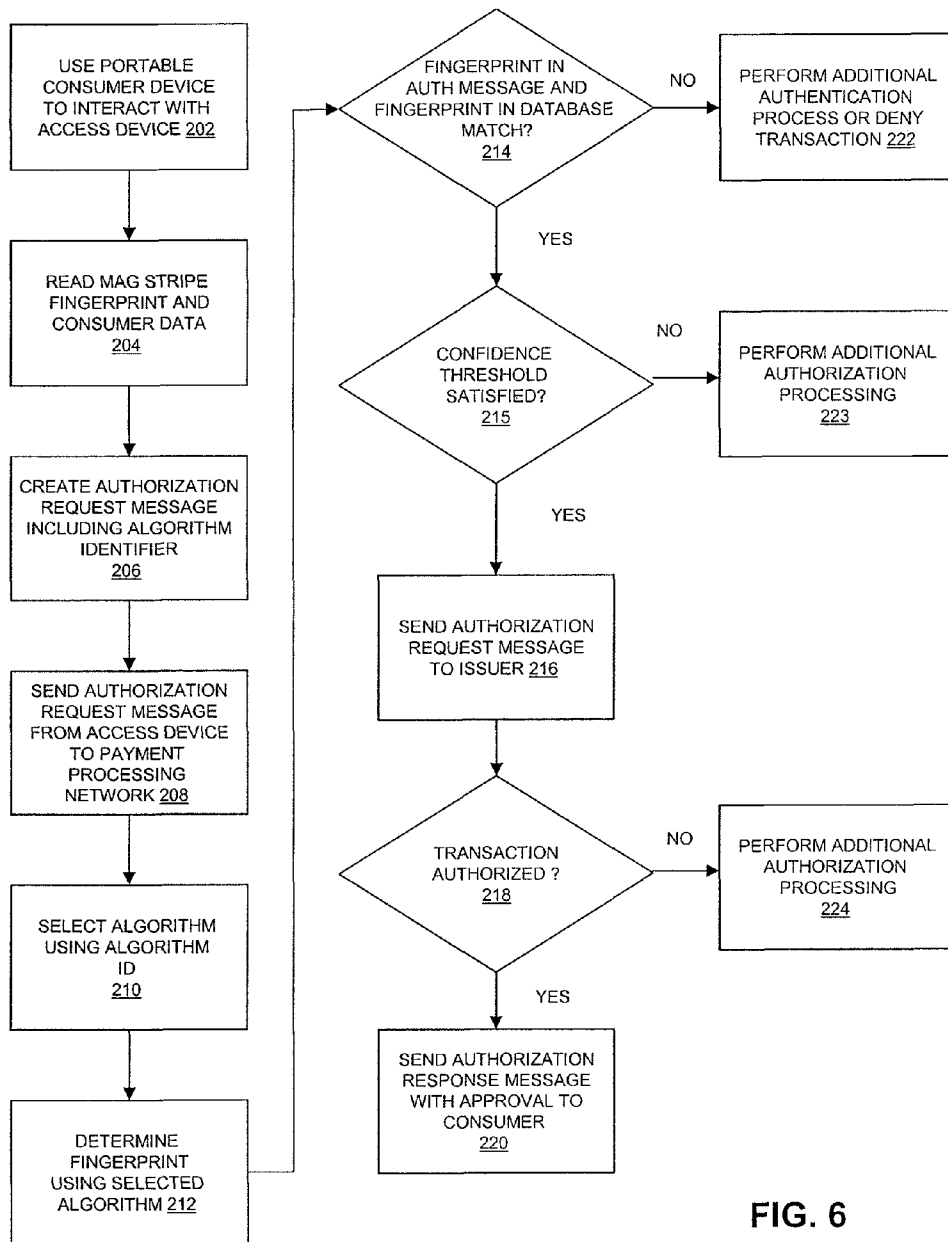 USE PORTABLE
CONSUMER DEVICE
TO INTERACT WITH
ACCESS DEVICE 202
READ MAG STRIPE
FINGERPRINT AND
CONSUMER DATA
204
CREATE AUTHORIZATION
REQUEST MESSAGE
INCLUDING ALGORITHM
IDENTIFIER
206
SEND AUTHORIZATION
REQUEST MESSAGE
FROM ACCESS DEVICE
TO PAYMENT
PROCESSING
NETWORK 208
SELECT ALGORITHM
USING ALGORITHM
ID
210
DETERMINE
FINGERPRINT
USING SELECTED
ALGORITHM 212
FINGERPRINT IN
AUTH MESSAGE AND
FINGERPRINT IN DATABASE
MATCH?
214
NO
PERFORM ADDITIONAL
AUTHENTICATION
PROCESS OR DENY
TRANSACTION 222
YES
CONFIDENCE
THRESHOLD
SATISFIED?
215
NO
PERFORM ADDITIONAL
AUTHORIZATION
PROCESSING
223
YES
SEND AUTHORIZATION
REQUEST MESSAGE
TO ISSUER 216
TRANSACTION
AUTHORIZED ?
218
NO
PERFORM ADDITIONAL
AUTHORIZATION
PROCESSING
224
YES
SEND AUTHORIZATION
RESPONSE MESSAGE
WITH APPROVAL TO
CONSUMER
220
FIG. 6